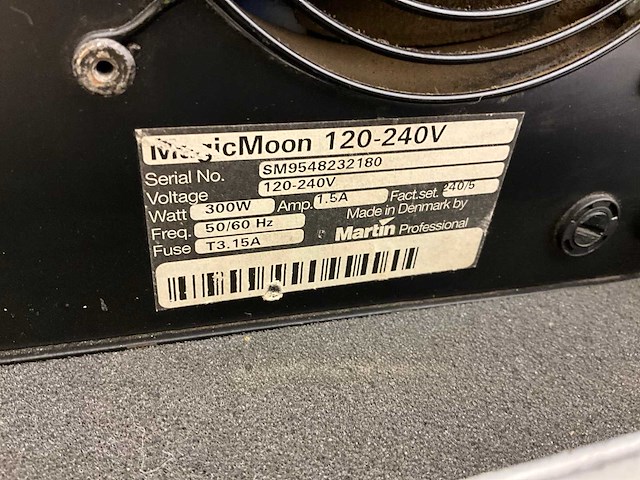 MagicMoon 120-240V
Serial No. SM9548232180
Voltage 120-240V
Watt 300W Amp. 1.5A Fact.set. 240/5
Freq. 50/60 Hz Made in Denmark by
Fuse T3.15A Martin Professional